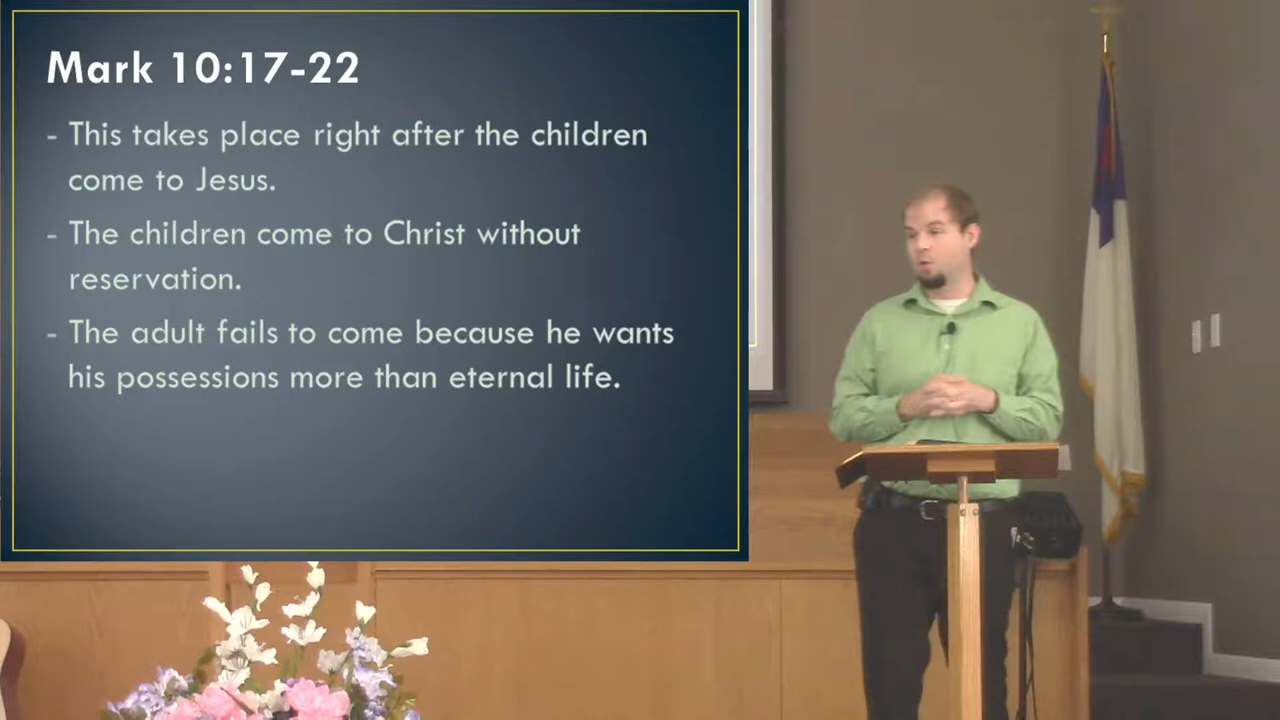 Mark 10:17-22
- This takes place right after the children
come to Jesus.
- The children come to Christ without
reservation.
- The adult fails to come because he wants
his possessions more than eternal life.